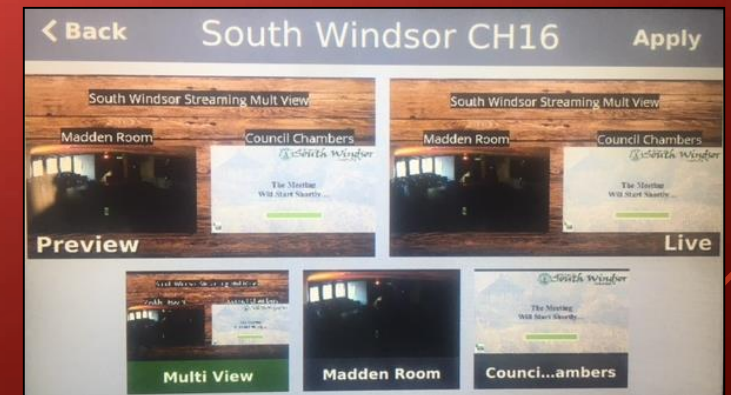 Back
South Windsor CH16
Apply
South Windsor Streaming Mult View
Madden Room
Council Chambers
South Windsor
The Meeting
Will Start Shortly...
Preview
South Windsor Streaming Mult View
Madden Room
Council Chambers
South Windsor
The Meeting
Will Start Shortly...
Live
South Windsor
The Meeting
Will Start Shortly...
Multi View
Madden Room
Counci...ambers